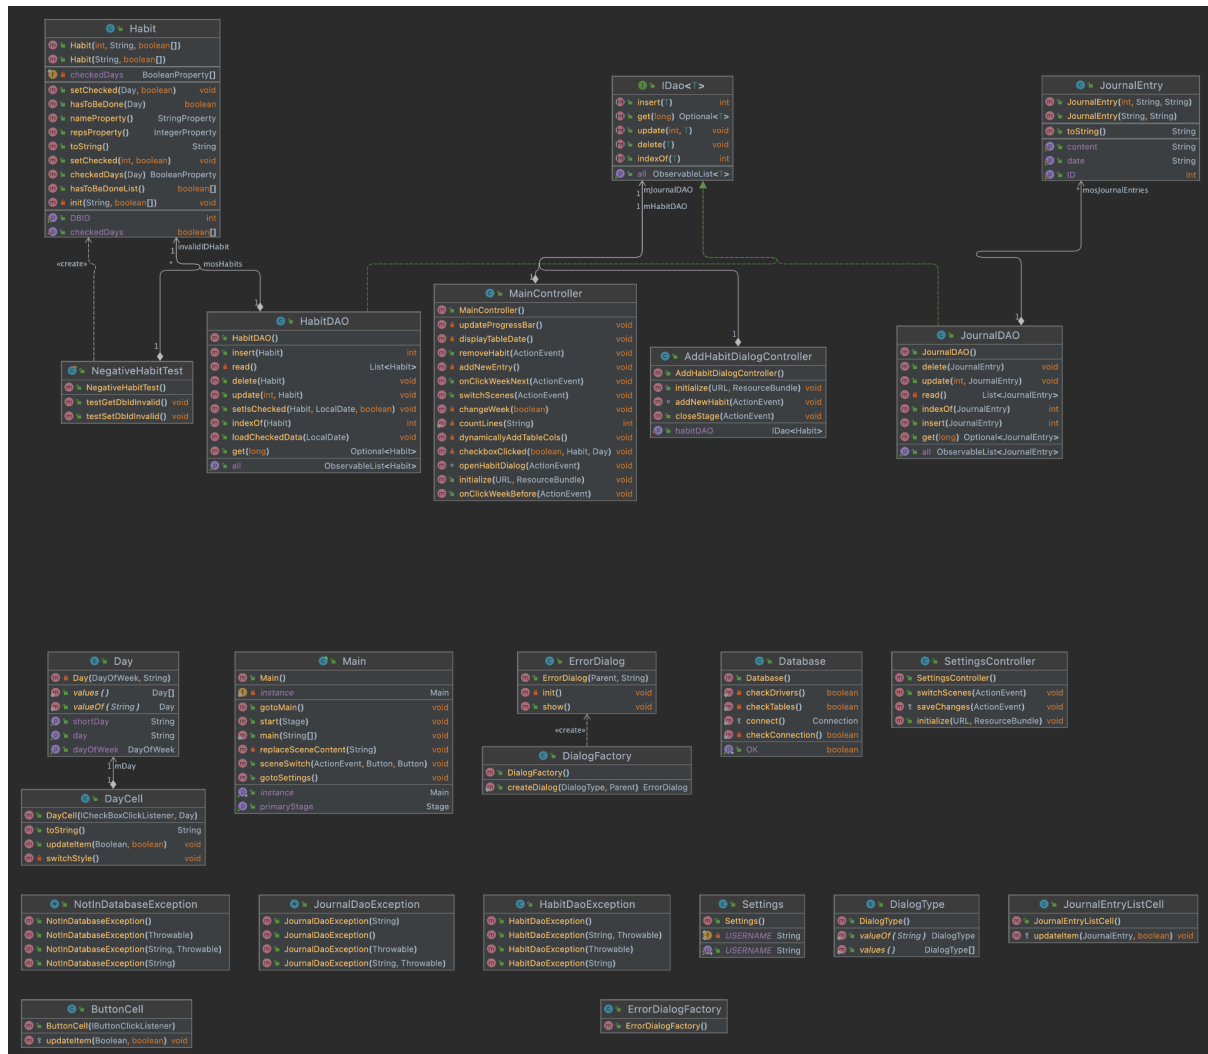 Habit
Habit(int, String, boolean[])
Habit(String, boolean[])
checkedDays BooleanProperty[]
setChecked(Day, boolean) void
hasToBeDone(Day) boolean
nameProperty() StringProperty
repsProperty() IntegerProperty
toString() String
setChecked(int, boolean) void
checkedDays(Day) BooleanProperty
hasToBeDoneList() boolean[]
init(String, boolean[]) void
DBID int
checkedDays boolean[]
IDao<T>
insert(T) int
get(long) Optional<T>
update(int, T) void
delete(T) void
indexOf(T) int
all ObservableList<T>
JournalEntry
JournalEntry(int, String, String)
JournalEntry(String, String)
toString() String
content String
date String
ID int
1 mJournalDAO
1 mHabitDAO
* mosJournalEntries
«create»
1 invalidIDHabit
* mosHabits
1
1
1
1
1
HabitDAO
HabitDAO()
insert(Habit) int
read() List<Habit>
delete(Habit) void
update(int, Habit) void
setIsChecked(Habit, LocalDate, boolean) void
indexOf(Habit) int
loadCheckedData(LocalDate) void
get(long) Optional<Habit>
all ObservableList<Habit>
NegativeHabitTest
NegativeHabitTest()
testGetDbIdInvalid() void
testSetDbIdInvalid() void
MainController
MainController()
updateProgressBar() void
displayTableDate() void
removeHabit(ActionEvent) void
addNewEntry() void
onClickWeekNext(ActionEvent) void
switchScenes(ActionEvent) void
changeWeek(boolean) void
countLines(String) int
dynamicallyAddTableCols() void
checkboxClicked(boolean, Habit, Day) void
openHabitDialog(ActionEvent) void
initialize(URL, ResourceBundle) void
onClickWeekBefore(ActionEvent) void
AddHabitDialogController
AddHabitDialogController()
initialize(URL, ResourceBundle) void
addNewHabit(ActionEvent) void
closeStage(ActionEvent) void
habitDAO IDao<Habit>
JournalDAO
JournalDAO()
delete(JournalEntry) void
update(int, JournalEntry) void
read() List<JournalEntry>
indexOf(JournalEntry) int
insert(JournalEntry) int
get(long) Optional<JournalEntry>
all ObservableList<JournalEntry>
Day
Day(DayOfWeek, String)
values() Day[]
valueOf(String) Day
shortDay String
day String
dayOfWeek DayOfWeek
1 mDay
1
DayCell
DayCell(ICheckBoxClickListener, Day)
toString() String
updateItem(Boolean, boolean) void
switchStyle() void
Main
Main()
instance Main
gotoMain() void
start(Stage) void
main(String[]) void
replaceSceneContent(String) void
sceneSwitch(ActionEvent, Button, Button) void
gotoSettings() void
instance Main
primaryStage Stage
ErrorDialog
ErrorDialog(Parent, String)
init() void
show() void
«create»
DialogFactory
DialogFactory()
createDialog(DialogType, Parent) ErrorDialog
Database
Database()
checkDrivers() boolean
checkTables() boolean
connect() Connection
checkConnection() boolean
OK boolean
SettingsController
SettingsController()
switchScenes(ActionEvent) void
saveChanges(ActionEvent) void
initialize(URL, ResourceBundle) void
NotInDatabaseException
NotInDatabaseException()
NotInDatabaseException(Throwable)
NotInDatabaseException(String, Throwable)
NotInDatabaseException(String)
JournalDaoException
JournalDaoException(String)
JournalDaoException()
JournalDaoException(Throwable)
JournalDaoException(String, Throwable)
HabitDaoException
HabitDaoException()
HabitDaoException(String, Throwable)
HabitDaoException(Throwable)
HabitDaoException(String)
Settings
Settings()
USERNAME String
USERNAME String
DialogType
DialogType()
valueOf(String) DialogType
values() DialogType[]
JournalEntryListCell
JournalEntryListCell()
updateItem(JournalEntry, boolean) void
ButtonCell
ButtonCell(IButtonClickListener)
updateItem(Boolean, boolean) void
ErrorDialogFactory
ErrorDialogFactory()